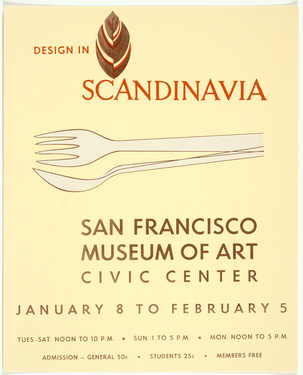 DESIGN IN
SCANDINAVIA
SAN FRANCISCO
MUSEUM OF ART
CIVIC CENTER
JANUARY 8 TO FEBRUARY 5
TUES.-SAT. NOON TO 10 P.M. • SUN. 1 TO 5 P.M. • MON. NOON TO 5 P.M.
ADMISSION – GENERAL 50c • STUDENTS 25c • MEMBERS FREE